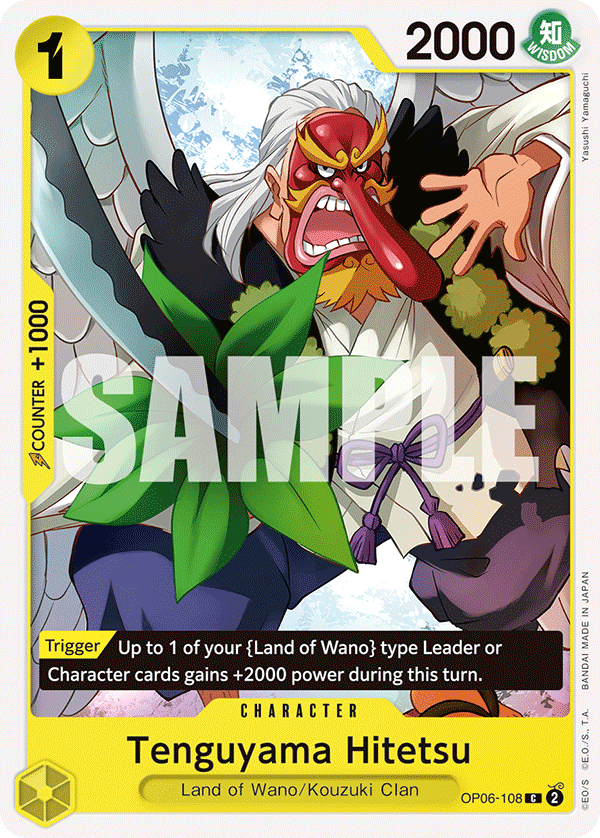 1
2000
知
WISDOM
Yasushi Yamaguchi
COUNTER +1000
SAMPLE
Trigger Up to 1 of your {Land of Wano} type Leader or
Character cards gains +2000 power during this turn.
CHARACTER
Tenguyama Hitetsu
Land of Wano/Kouzuki Clan
OP06-108 C 2
©E.O/S ©E.O./S., T.A. BANDAI MADE IN JAPAN